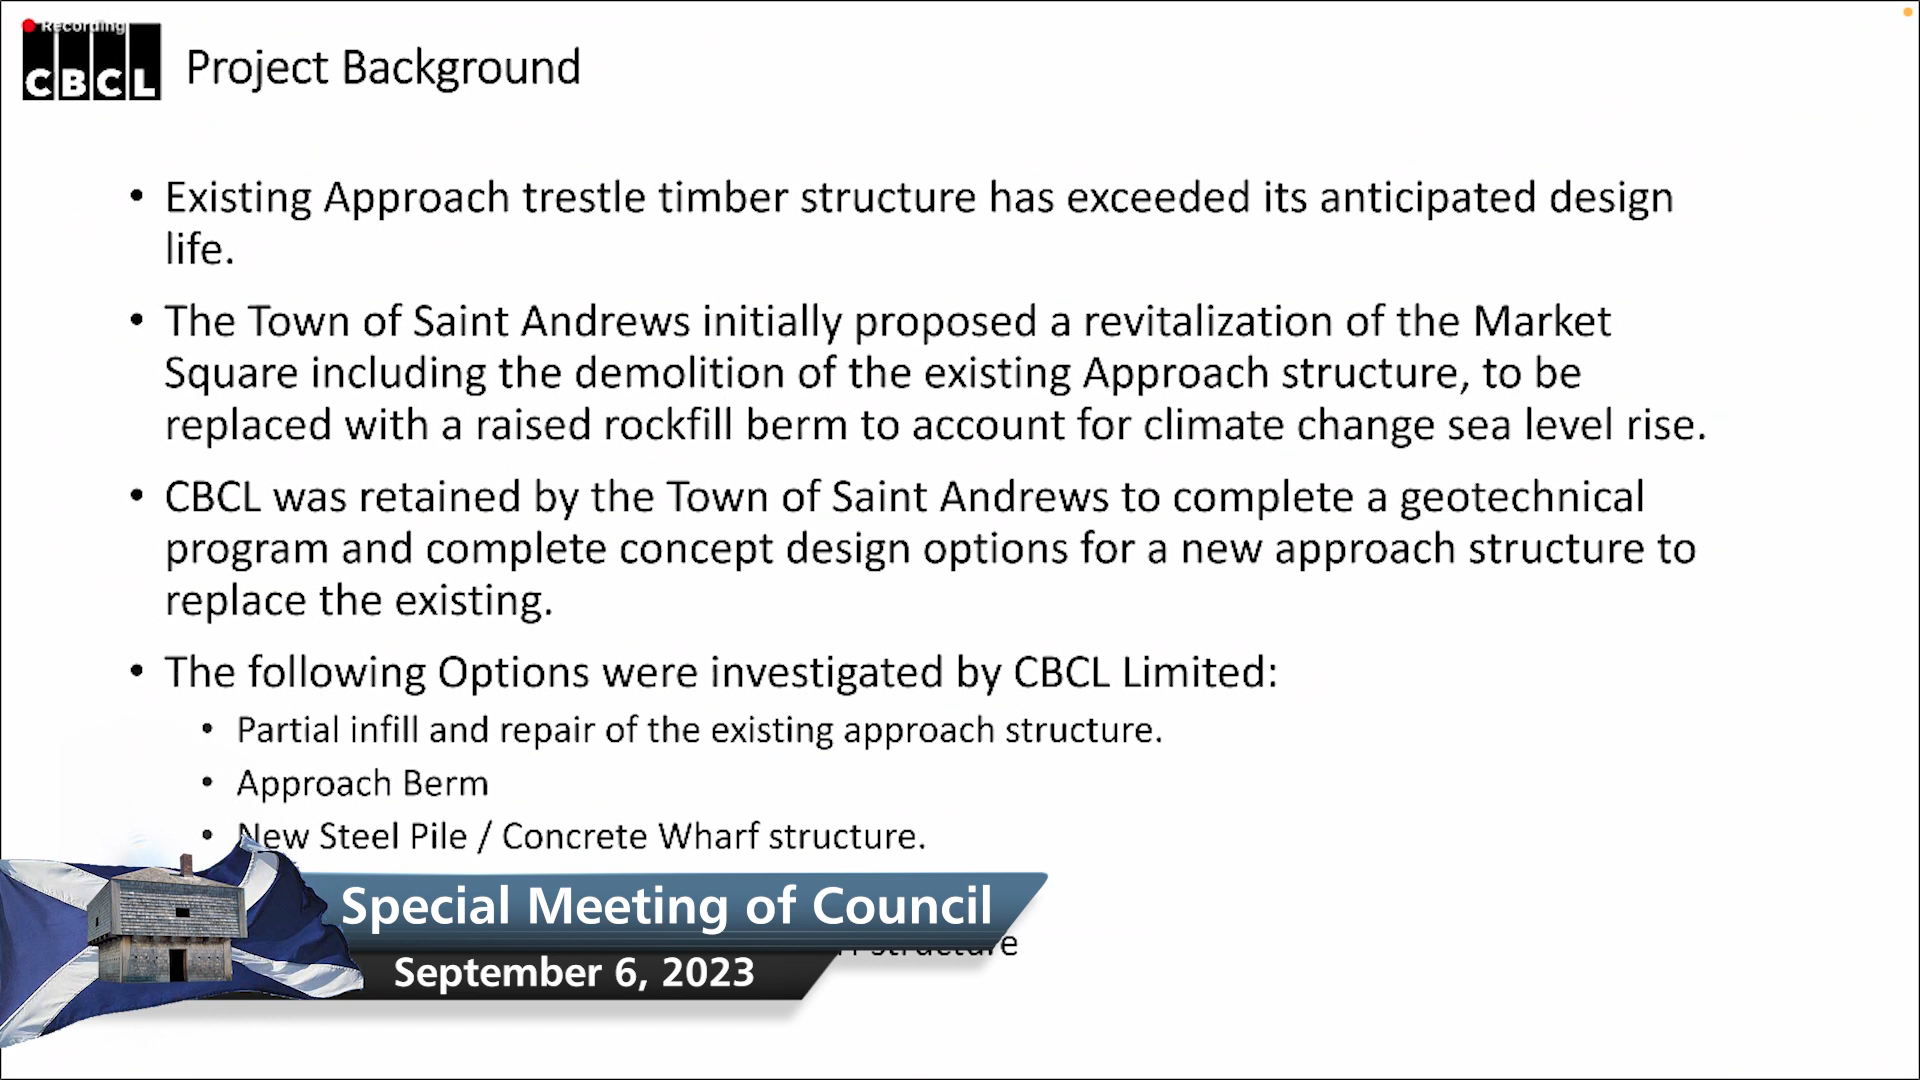 Recording
CBCL
Project Background
• Existing Approach trestle timber structure has exceeded its anticipated design
life.
• The Town of Saint Andrews initially proposed a revitalization of the Market
Square including the demolition of the existing Approach structure, to be
replaced with a raised rockfill berm to account for climate change sea level rise.
• CBCL was retained by the Town of Saint Andrews to complete a geotechnical
program and complete concept design options for a new approach structure to
replace the existing.
• The following Options were investigated by CBCL Limited:
• Partial infill and repair of the existing approach structure.
• Approach Berm
• New Steel Pile / Concrete Wharf structure.
structure
Special Meeting of Council
September 6, 2023